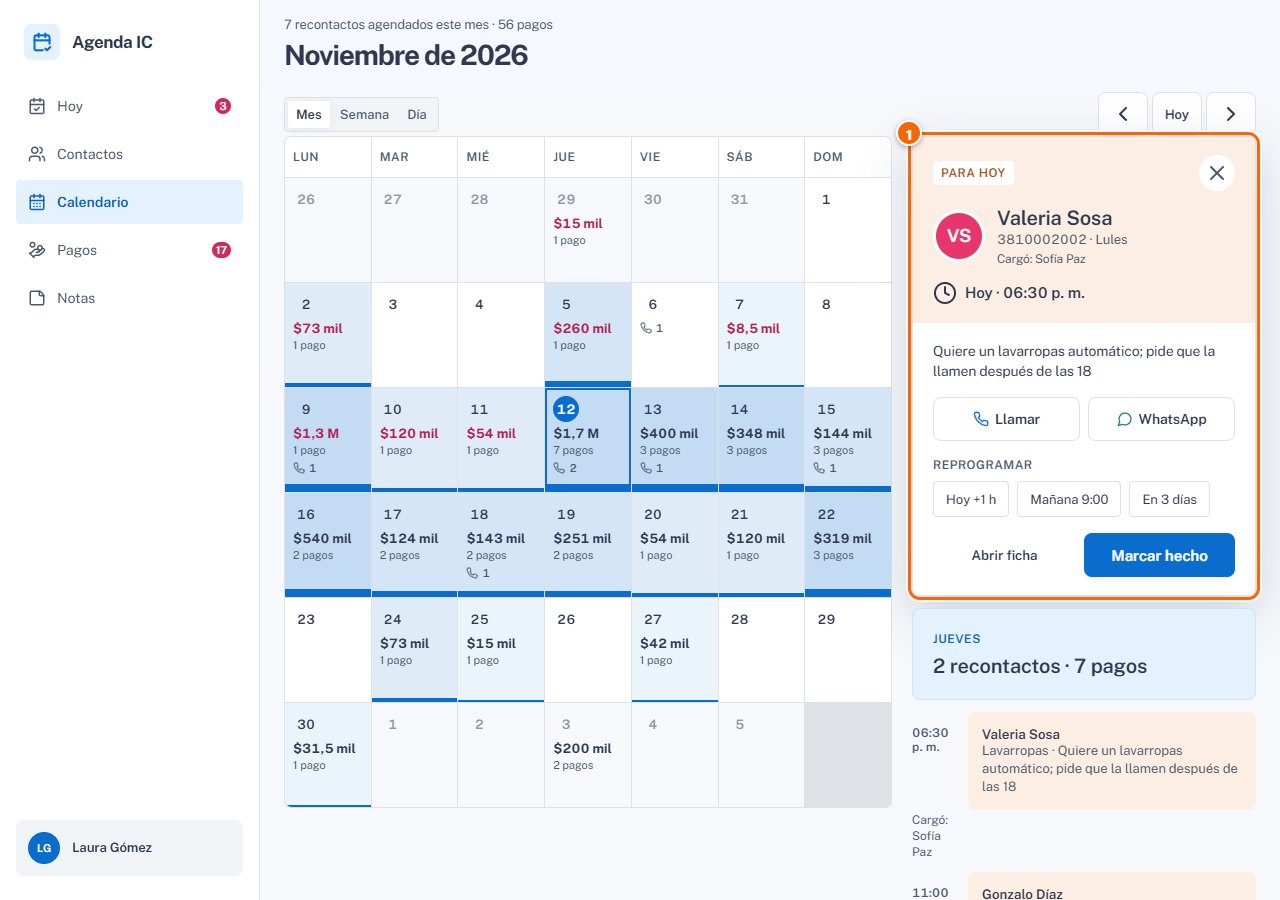 Agenda IC
Hoy
3
Contactos
Calendario
Pagos
17
Notas
LG
Laura Gómez
7 recontactos agendados este mes · 56 pagos
Noviembre de 2026
Mes Semana Día
Hoy
LUN MAR MIÉ JUE VIE SÁB DOM
26 27 28 29 30 31 1
$15 mil
1 pago
2 3 4 5 6 7 8
$73 mil $260 mil 1 $8,5 mil
1 pago 1 pago 1 pago
9 10 11 12 13 14 15
$1,3 M $120 mil $54 mil $1,7 M $400 mil $348 mil $144 mil
1 pago 1 pago 1 pago 7 pagos 3 pagos 3 pagos 3 pagos
1 2 1 1
16 17 18 19 20 21 22
$540 mil $124 mil $143 mil $251 mil $54 mil $120 mil $319 mil
2 pagos 2 pagos 2 pagos 2 pagos 1 pago 1 pago 3 pagos
1
23 24 25 26 27 28 29
$73 mil $15 mil $42 mil
1 pago 1 pago 1 pago
30 1 2 3 4 5
$31,5 mil $200 mil
1 pago 2 pagos
1
PARA HOY
VS
Valeria Sosa
3810002002 · Lules
Cargó: Sofía Paz
Hoy · 06:30 p. m.
Quiere un lavarropas automático; pide que la
llamen después de las 18
Llamar WhatsApp
REPROGRAMAR
Hoy +1 h Mañana 9:00 En 3 días
Abrir ficha Marcar hecho
JUEVES
2 recontactos · 7 pagos
06:30
p. m.
Valeria Sosa
Lavarropas · Quiere un lavarropas
automático; pide que la llamen después de
las 18
Cargó:
Sofía
Paz
11:00
Gonzalo Díaz